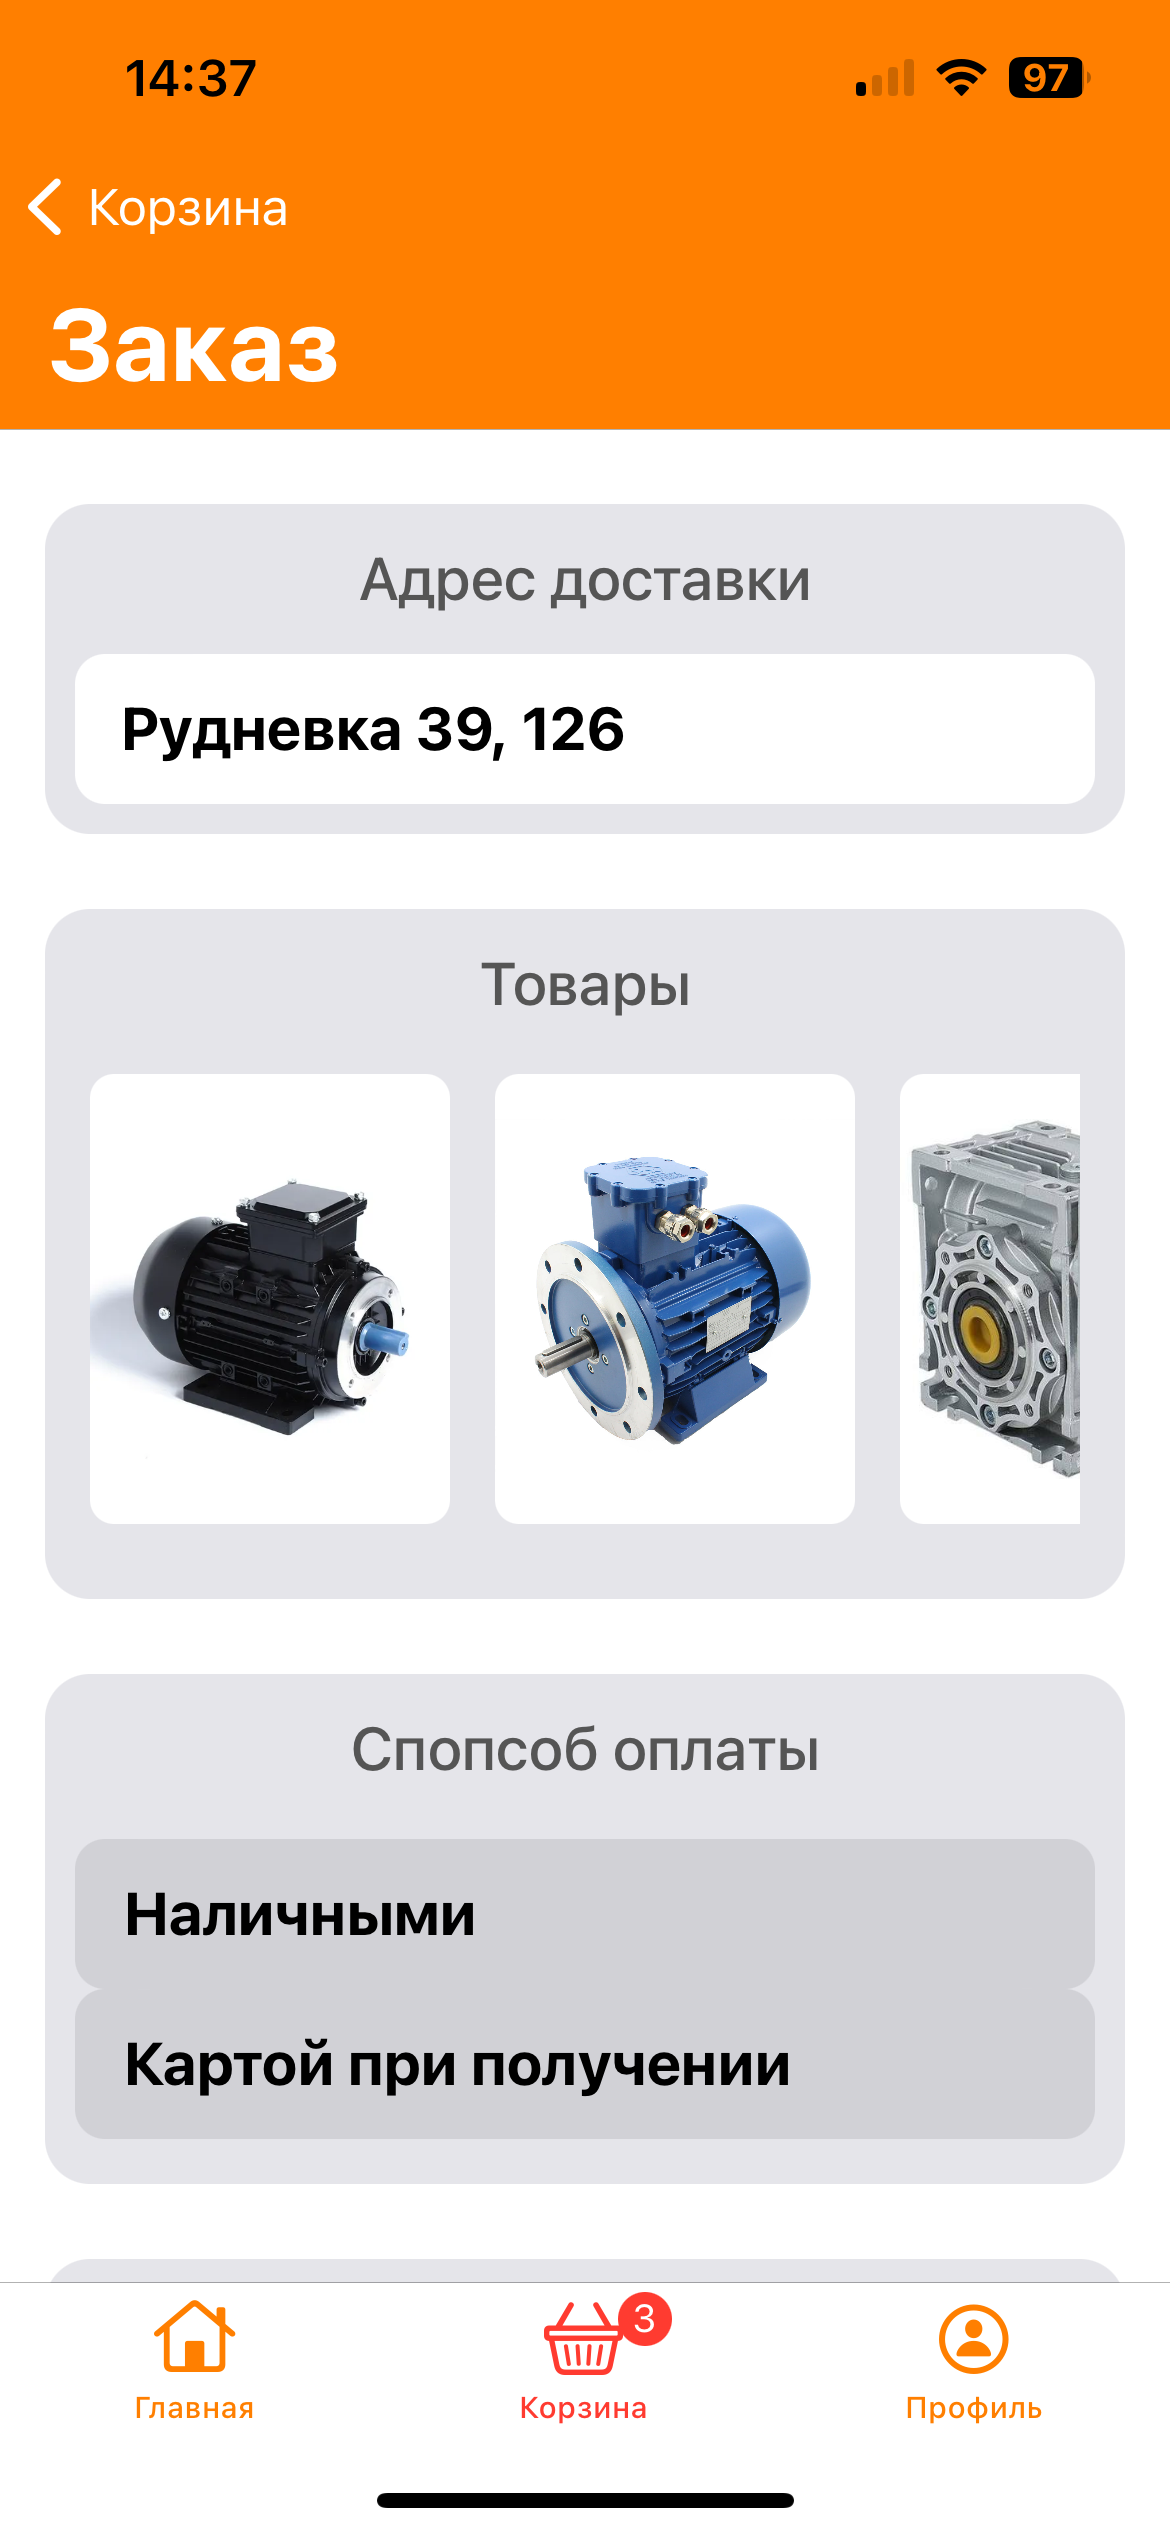 14:37
97
Корзина
Заказ
Адрес доставки
Рудневка 39, 126
Товары
Спопсоб оплаты
Наличными
Картой при получении
3
Главная
Корзина
Профиль